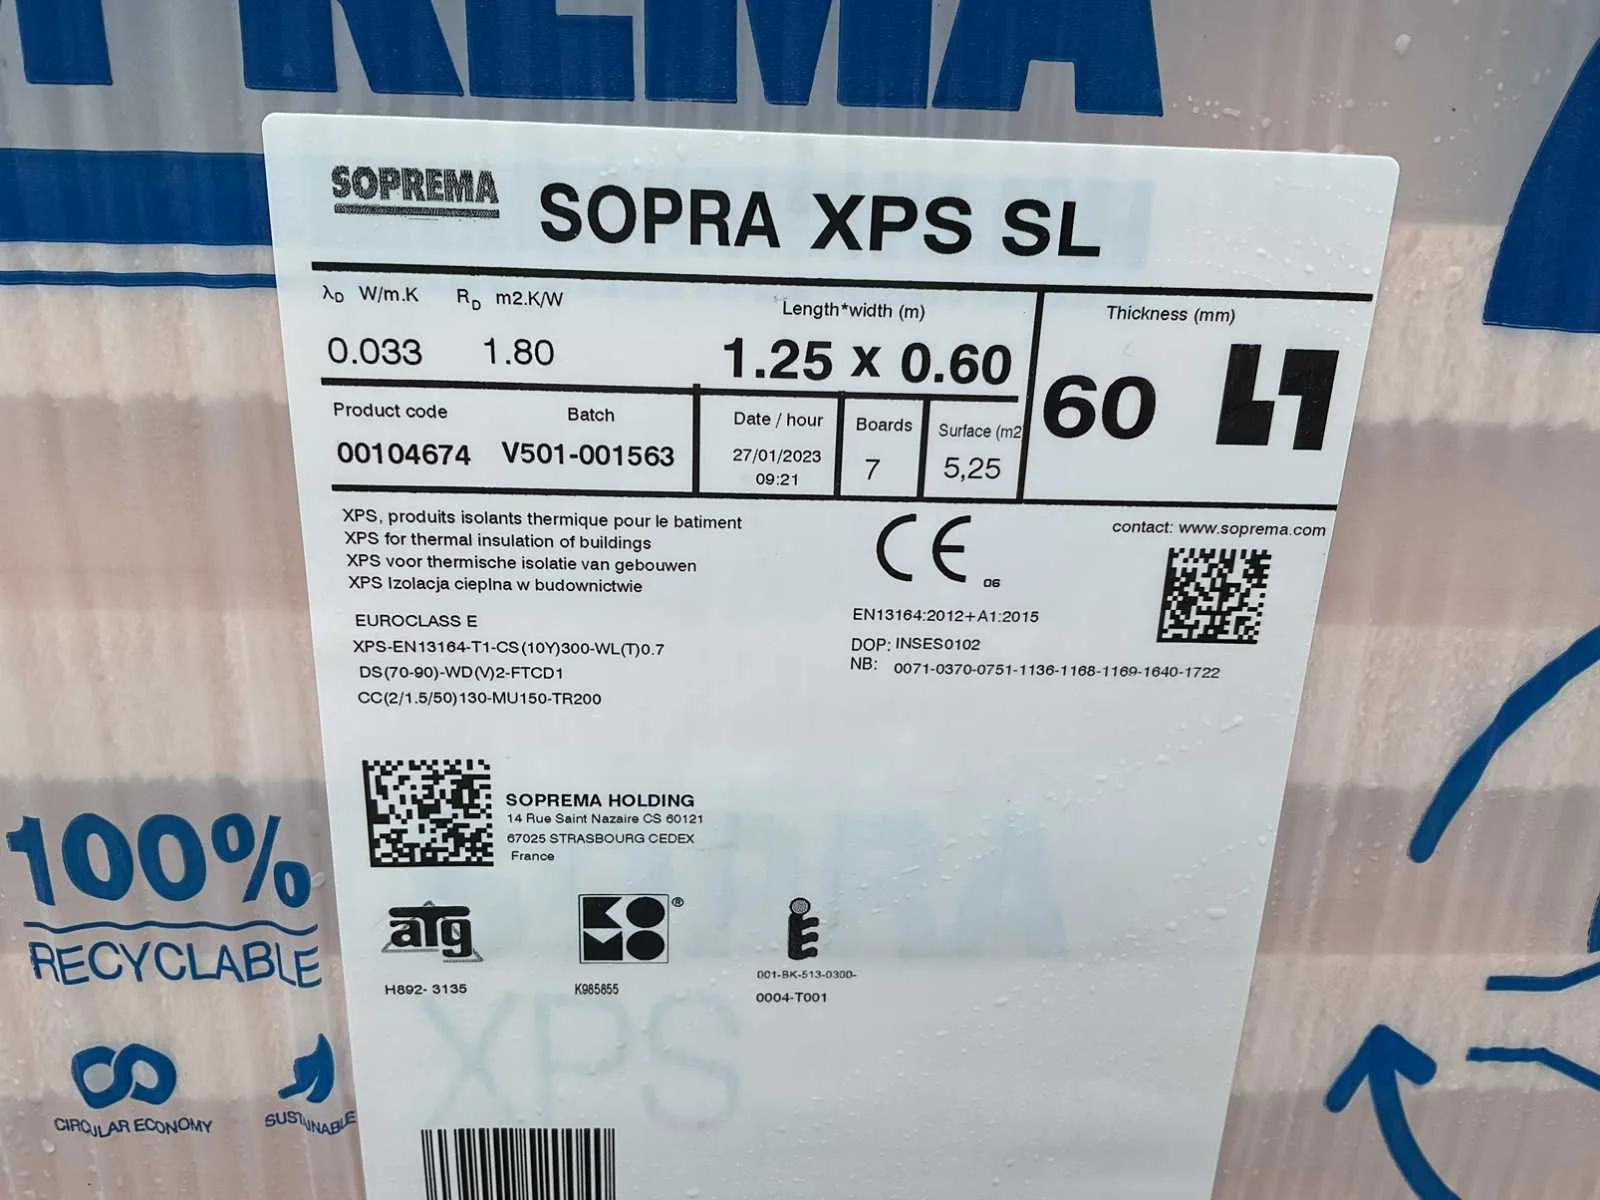 SOPREMA
SOPRA XPS SL
λD W/m.K RD m2.K/W Length*width (m) Thickness (mm)
0.033 1.80 1.25 x 0.60 60
Product code Batch Date / hour Boards Surface (m2
00104674 V501-001563 27/01/2023 7 5,25
09:21
XPS, produits isolants thermique pour le batiment
XPS for thermal insulation of buildings
XPS voor thermische isolatie van gebouwen
XPS Izolacja cieplna w budownictwie
contact: www.soprema.com
CE 06
EUROCLASS E
XPS-EN13164-T1-CS(10Y)300-WL(T)0.7
DS(70-90)-WD(V)2-FTCD1
CC(2/1.5/50)130-MU150-TR200
EN13164:2012+A1:2015
DOP: INSES0102
NB: 0071-0370-0751-1136-1168-1169-1640-1722
SOPREMA HOLDING
14 Rue Saint Nazaire CS 60121
67025 STRASBOURG CEDEX
France
aTg
KOMO®
H892- 3135
K985855
001-BK-513-0300-
0004-T001
XPS
100%
RECYCLABLE
CIRCULAR ECONOMY
SUSTAINABLE